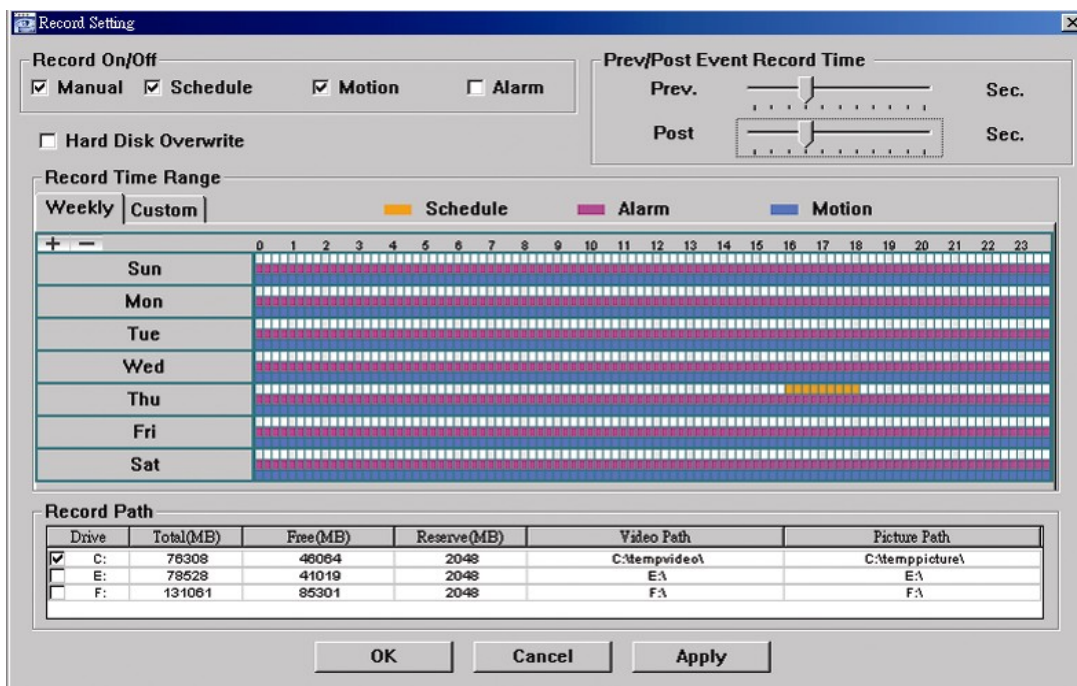 Record Setting
Record On/Off
Manual Schedule Motion Alarm
Prev/Post Event Record Time
Prev. Sec.
Post Sec.
Hard Disk Overwrite
Record Time Range
Weekly Custom Schedule Alarm Motion
+ − 0 1 2 3 4 5 6 7 8 9 10 11 12 13 14 15 16 17 18 19 20 21 22 23
Sun
Mon
Tue
Wed
Thu
Fri
Sat
Record Path
Drive Total(MB) Free(MB) Reserve(MB) Video Path Picture Path
C: 76308 46064 2048 C:\tempvideo\ C:\temppicture\
E: 78528 41019 2048 E:\ E:\
F: 131061 85301 2048 F:\ F:\
OK Cancel Apply